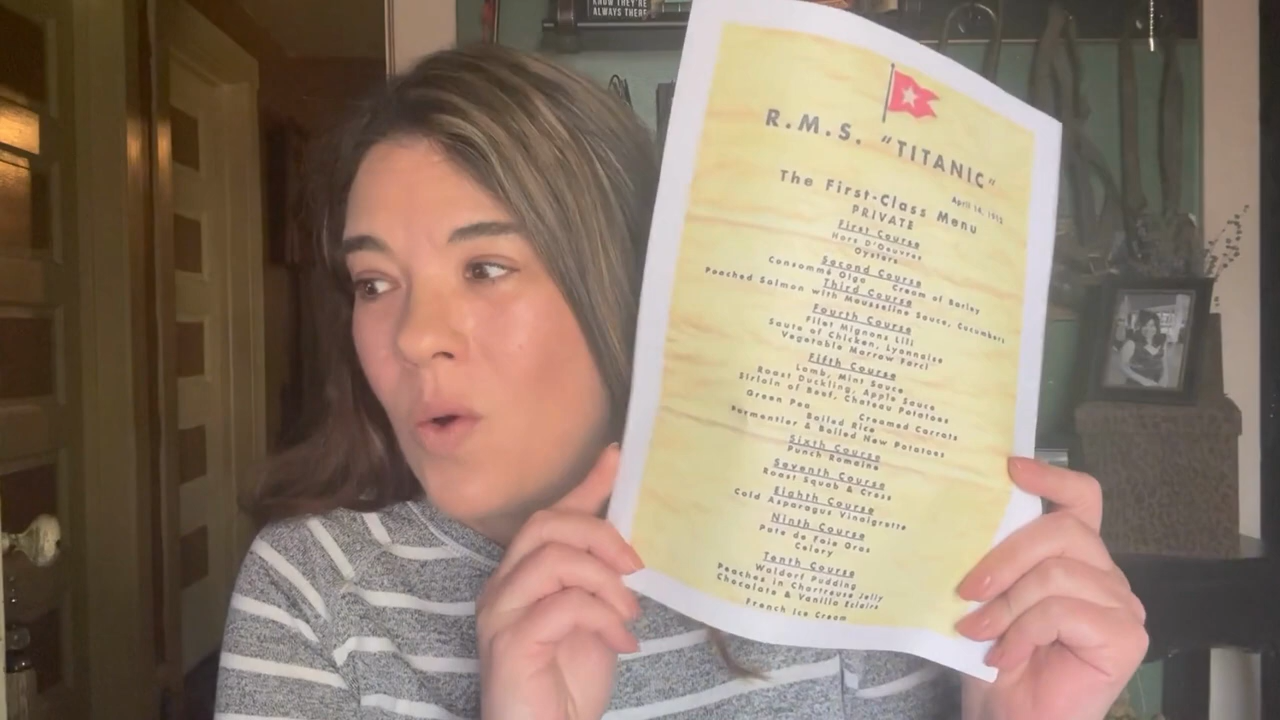 KNOW THEY'RE
ALWAYS THERE
R.M.S. "TITANIC"
April 14, 1912
The First-Class Menu
PRIVATE
First Course
Hors D'Oeuvres
Oysters
Second Course
Consommé Olga Cream of Barley
Third Course
Poached Salmon with Mousseline Sauce, Cucumbers
Fourth Course
Filet Mignons Lili
Saute of Chicken, Lyonnaise
Vegetable Marrow Farci
Fifth Course
Lamb, Mint Sauce
Roast Duckling, Apple Sauce
Sirloin of Beef, Chateau Potatoes
Green Pea Creamed Carrots
Boiled Rice
Parmentier & Boiled New Potatoes
Sixth Course
Punch Romaine
Seventh Course
Roast Squab & Cress
Eighth Course
Cold Asparagus Vinaigrette
Ninth Course
Pate de Foie Gras
Celery
Tenth Course
Waldorf Pudding
Peaches in Chartreuse Jelly
Chocolate & Vanilla Eclairs
French Ice Cream